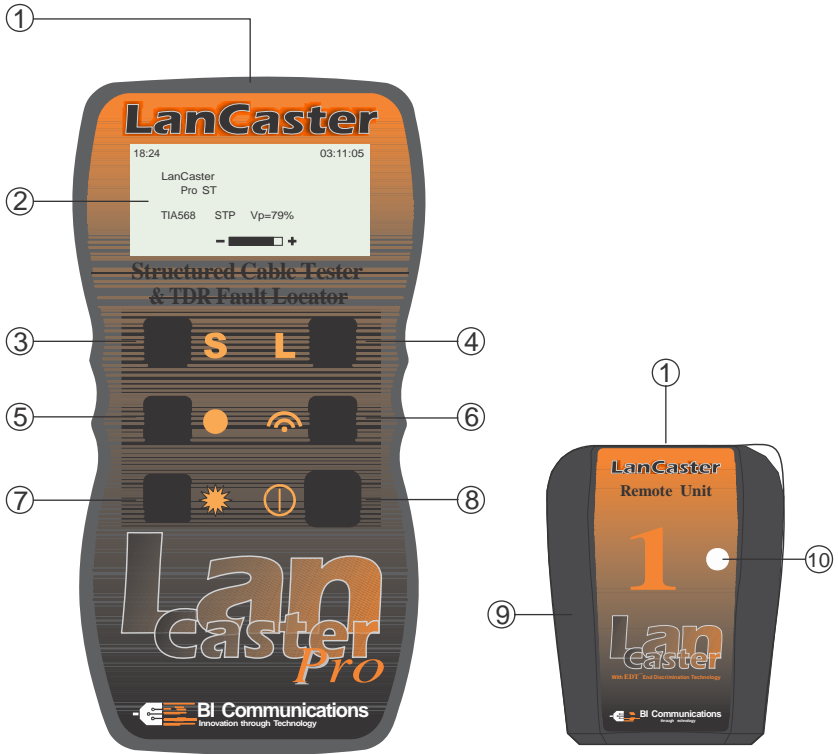 1
LanCaster
18:24 03:11:05
LanCaster
Pro ST
2
TIA568 STP Vp=79%
- +
Structured Cable Tester
& TDR Fault Locator
3 S L 4
5 6
7 8
Lan
Caster
Pro
BI Communications
Innovation through Technology
1
LanCaster
Remote Unit
1
10
9
Lan
Caster
With EDT End Discrimination Technology
BI Communications
through